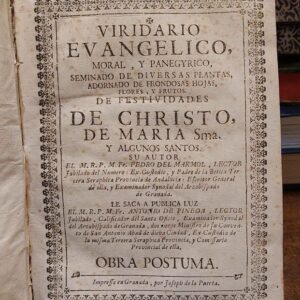 VIRIDARIO
EVANGELICO,
MORAL, Y PANEGYRICO,
SEMINADO DE DIVERSAS PLANTAS,
ADORNADO DE FRONDOSAS HOJAS,
FLORES, Y FRUTOS.
DE FESTIVIDADES
DE CHRISTO,
DE MARIA Sma.
Y ALGUNOS SANTOS.
SU AUTOR
EL M. R. P. M. Fr. PEDRO DEL MARMOL, LECTOR
Jubilado del Numero, Ex-Custodio, y Padre de la Betica Ter-
cera Seraphica Provincia de Andalucia, Ex
General
de ella, y Examinador Synodal del Arzobispado
de Granada.
LE SACA A PUBLICA LUZ
EL M. R. P. M. Fr. ANTONIO DE PINEDA, LECTOR
Jubilado, Calificador del Santo Oficio, Examinador Synodal
del Arzobispado de Granada, dos vezes Ministro de su Conven-
to de San Antonio Abad de dicha Ciudad, Ex-Custodio de
la misma Tercera Seraphica Provincia, y Comissario
Provincial de ella.
OBRA POSTUMA.
Impresso en Granada, por Joseph de la Puerta.